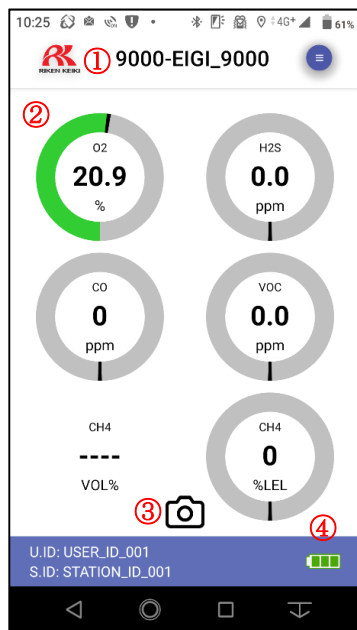 10:25 4G+ 61%
RIKEN KEIKI ① 9000-EIGI_9000
②
O2
20.9
%
H2S
0.0
ppm
CO
0
ppm
VOC
0.0
ppm
CH4
----
VOL%
CH4
0
%LEL
③
④
U.ID: USER_ID_001
S.ID: STATION_ID_001